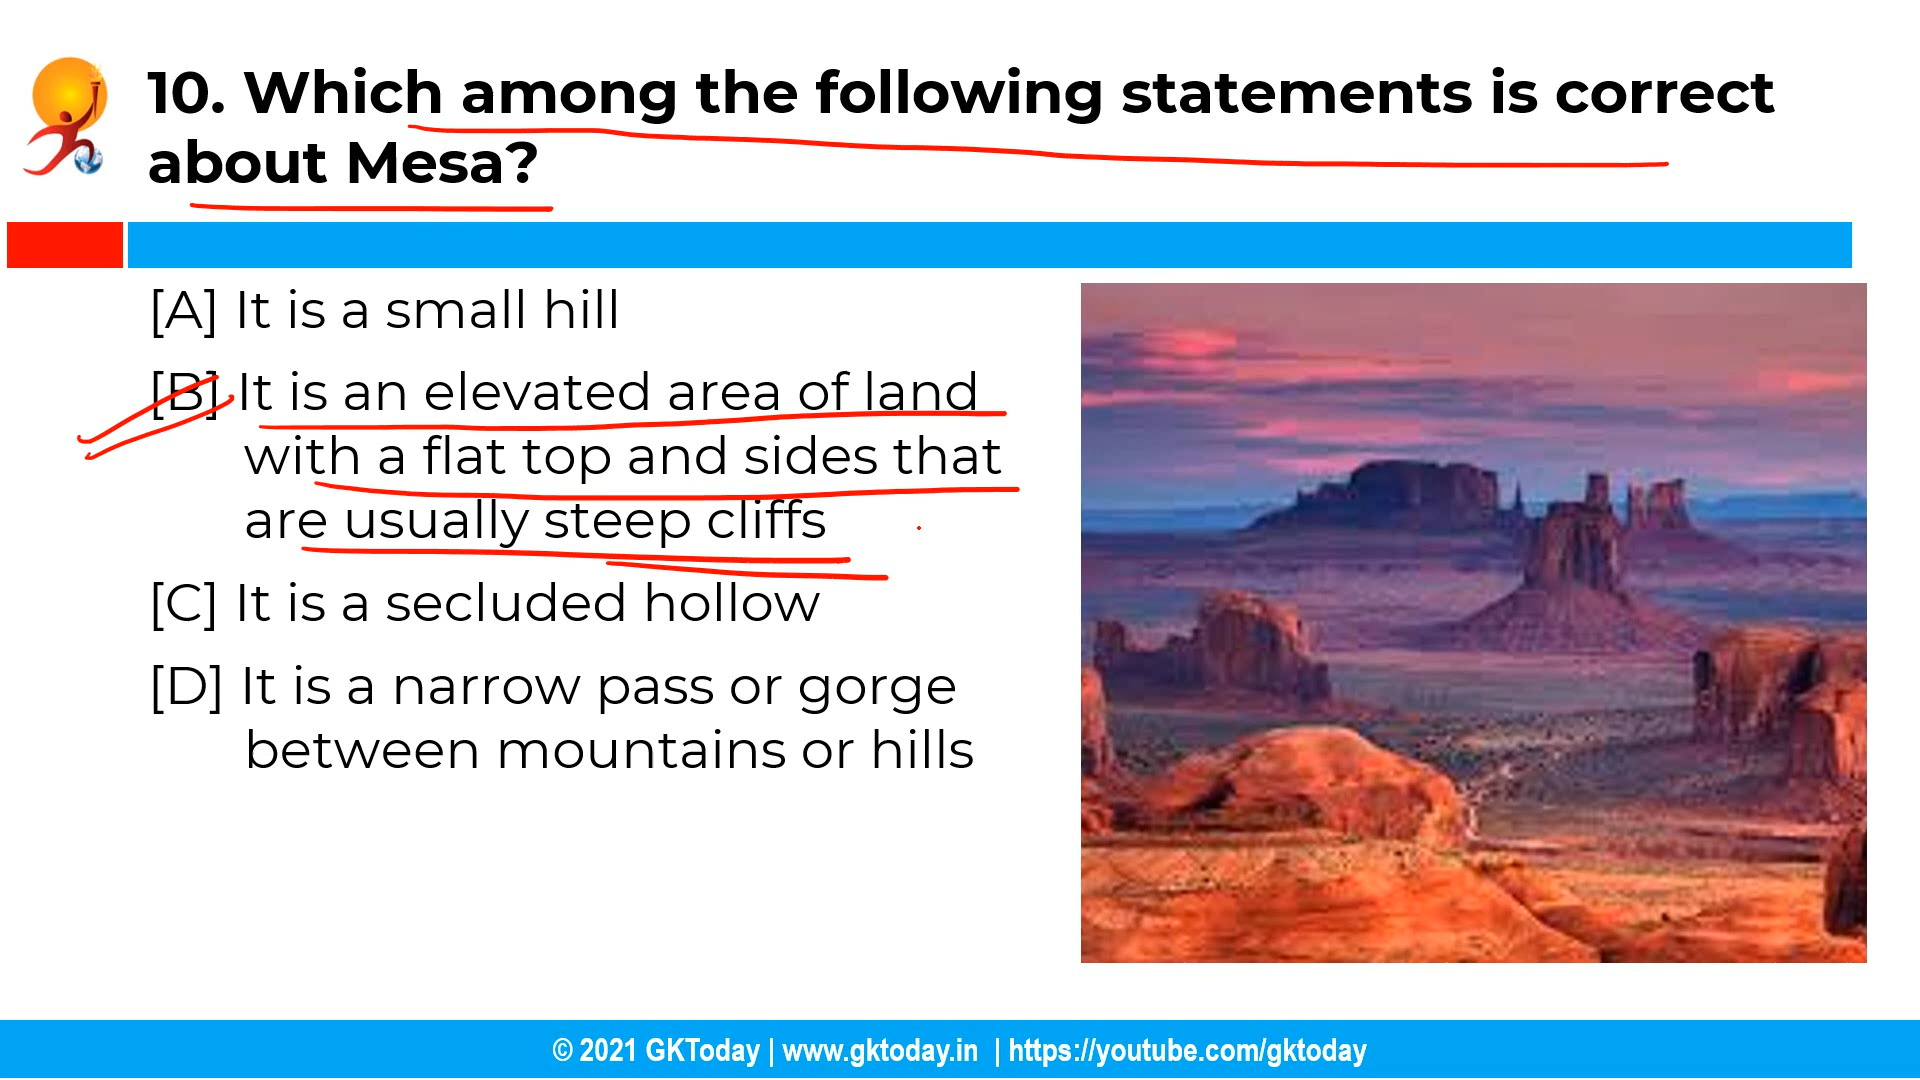 10. Which among the following statements is correct
about Mesa?
[A] It is a small hill
[B] It is an elevated area of land
with a flat top and sides that
are usually steep cliffs
[C] It is a secluded hollow
[D] It is a narrow pass or gorge
between mountains or hills
© 2021 GKToday | www.gktoday.in | https://youtube.com/gktoday